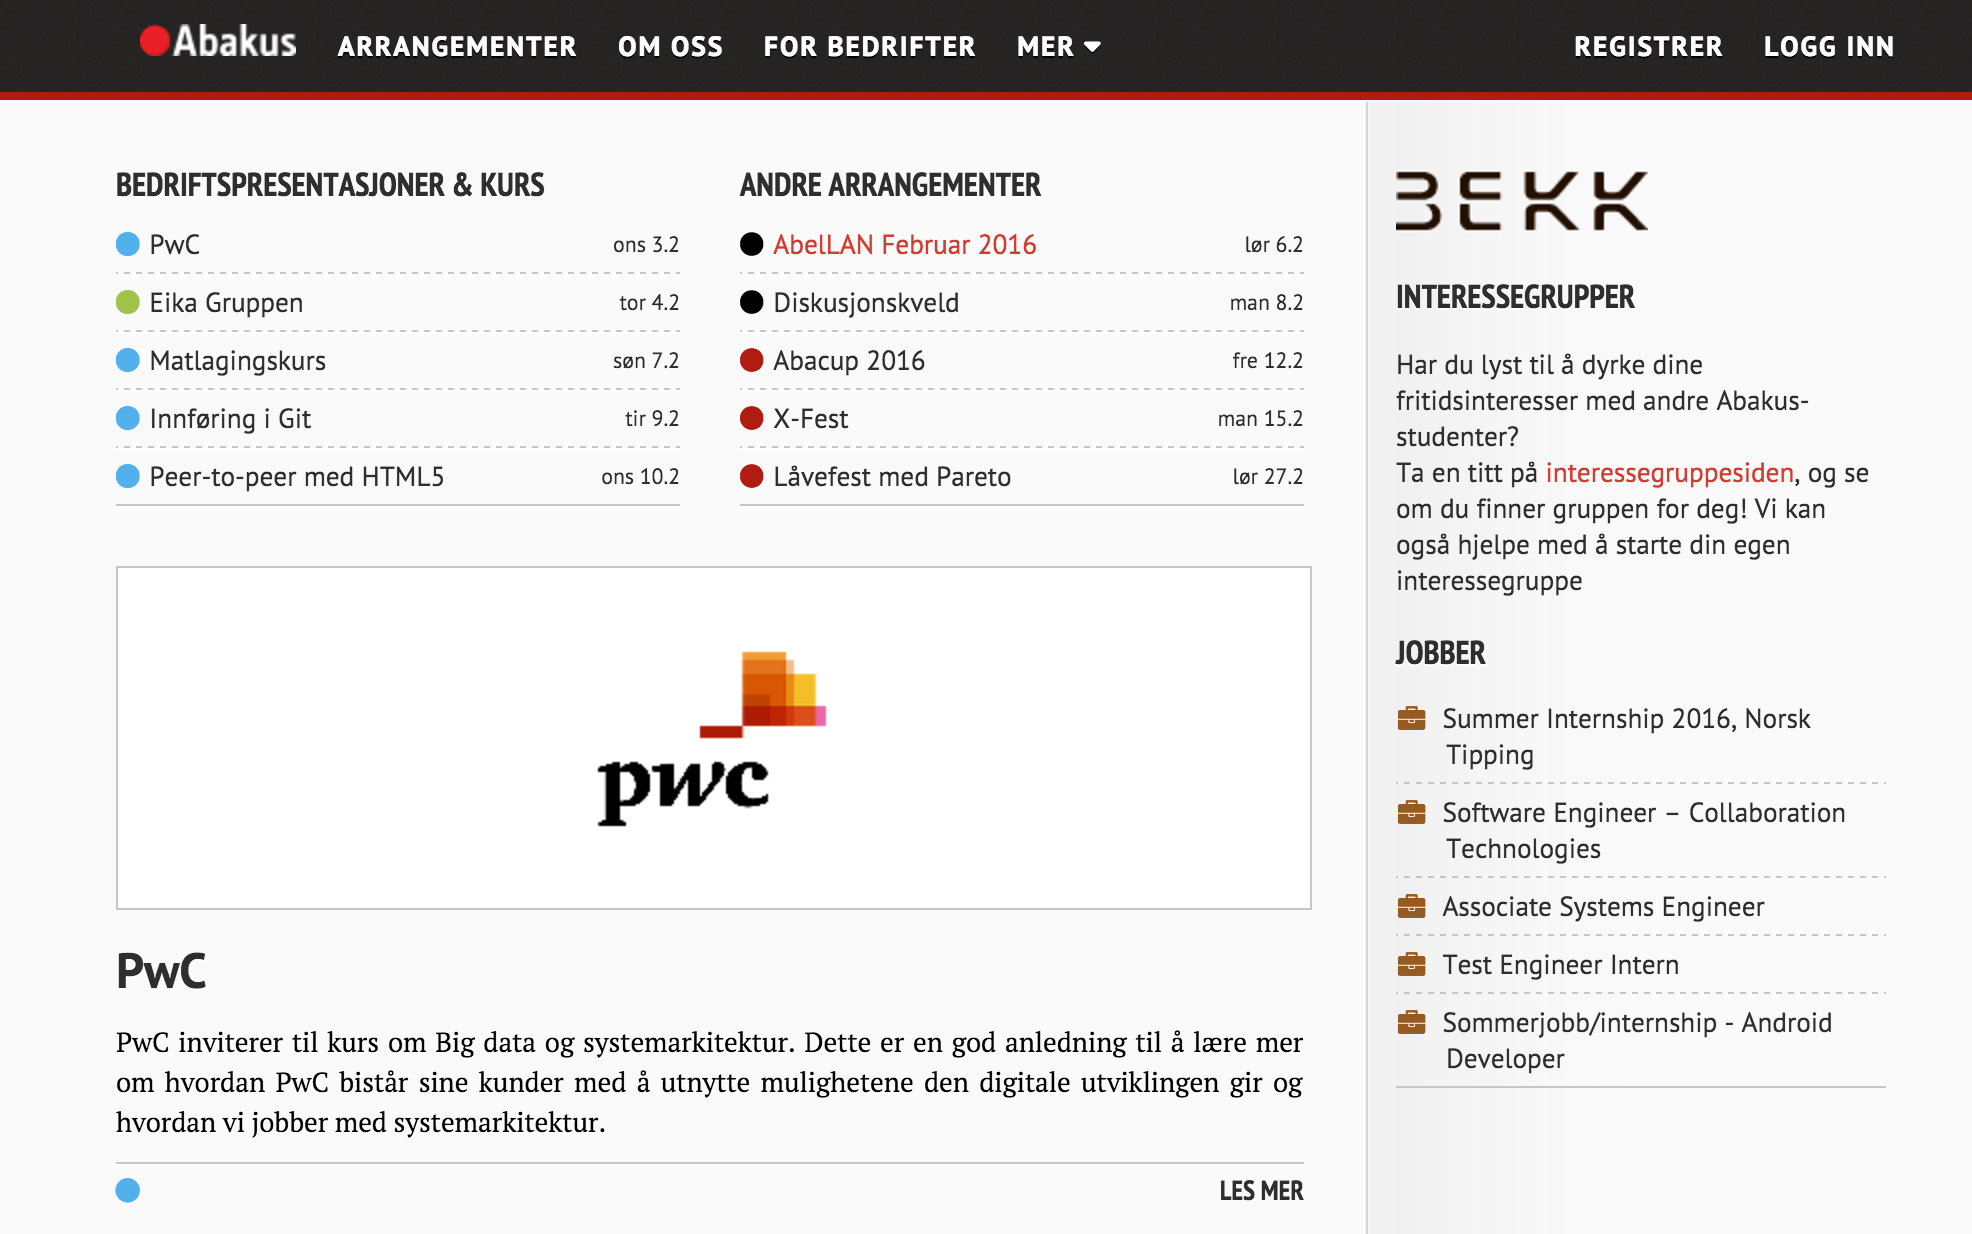 Abakus ARRANGEMENTER OM OSS FOR BEDRIFTER MER REGISTRER LOGG INN
BEDRIFTSPRESENTASJONER & KURS
PwC ons 3.2
Eika Gruppen tor 4.2
Matlagingskurs søn 7.2
Innføring i Git tir 9.2
Peer-to-peer med HTML5 ons 10.2
ANDRE ARRANGEMENTER
AbelLAN Februar 2016 lør 6.2
Diskusjonskveld man 8.2
Abacup 2016 fre 12.2
X-Fest man 15.2
Låvefest med Pareto lør 27.2
pwc
PwC
PwC inviterer til kurs om Big data og systemarkitektur. Dette er en god anledning til å lære mer
om hvordan PwC bistår sine kunder med å utnytte mulighetene den digitale utviklingen gir og
hvordan vi jobber med systemarkitektur.
LES MER
BEKK
INTERESSEGRUPPER
Har du lyst til å dyrke dine
fritidsinteresser med andre Abakus-
studenter?
Ta en titt på interessegruppesiden, og se
om du finner gruppen for deg! Vi kan
også hjelpe med å starte din egen
interessegruppe
JOBBER
Summer Internship 2016, Norsk
Tipping
Software Engineer – Collaboration
Technologies
Associate Systems Engineer
Test Engineer Intern
Sommerjobb/internship - Android
Developer